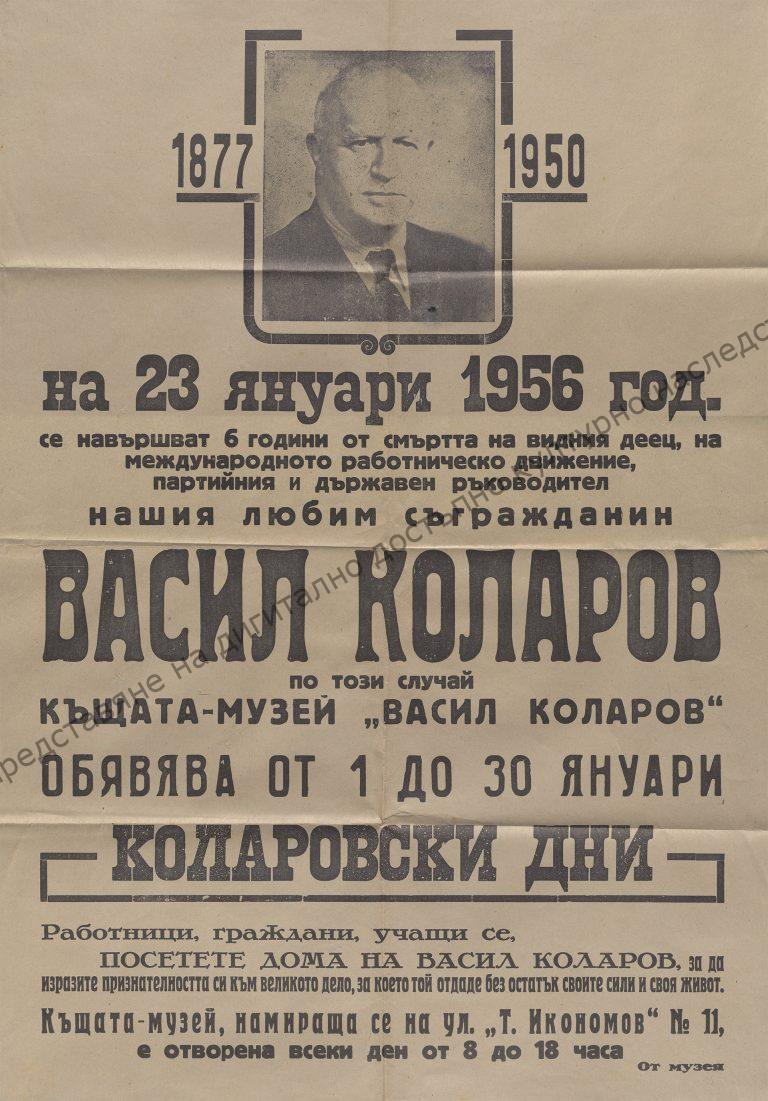 1877 1950
на 23 януари 1956 год.
се навършват 6 години от смъртта на видния деец, на
международното работническо движение,
партийния и държавен ръководител
нашия любим съгражданин
ВАСИЛ КОЛАРОВ
по този случай
КЪЩАТА-МУЗЕЙ „ВАСИЛ КОЛАРОВ“
ОБЯВЯВА ОТ 1 ДО 30 ЯНУАРИ
КОЛАРОВСКИ ДНИ
Работници, граждани, учащи се,
ПОСЕТЕТЕ ДОМА НА ВАСИЛ КОЛАРОВ, за да
изразите признателността си към великото дело, за което той отдаде без остатък своите сили и своя живот.
Къщата-музей, намираща се на ул. „Т. Икономов“ № 11,
е отворена всеки ден от 8 до 18 часа
От музея
на дигитално достъпно културно